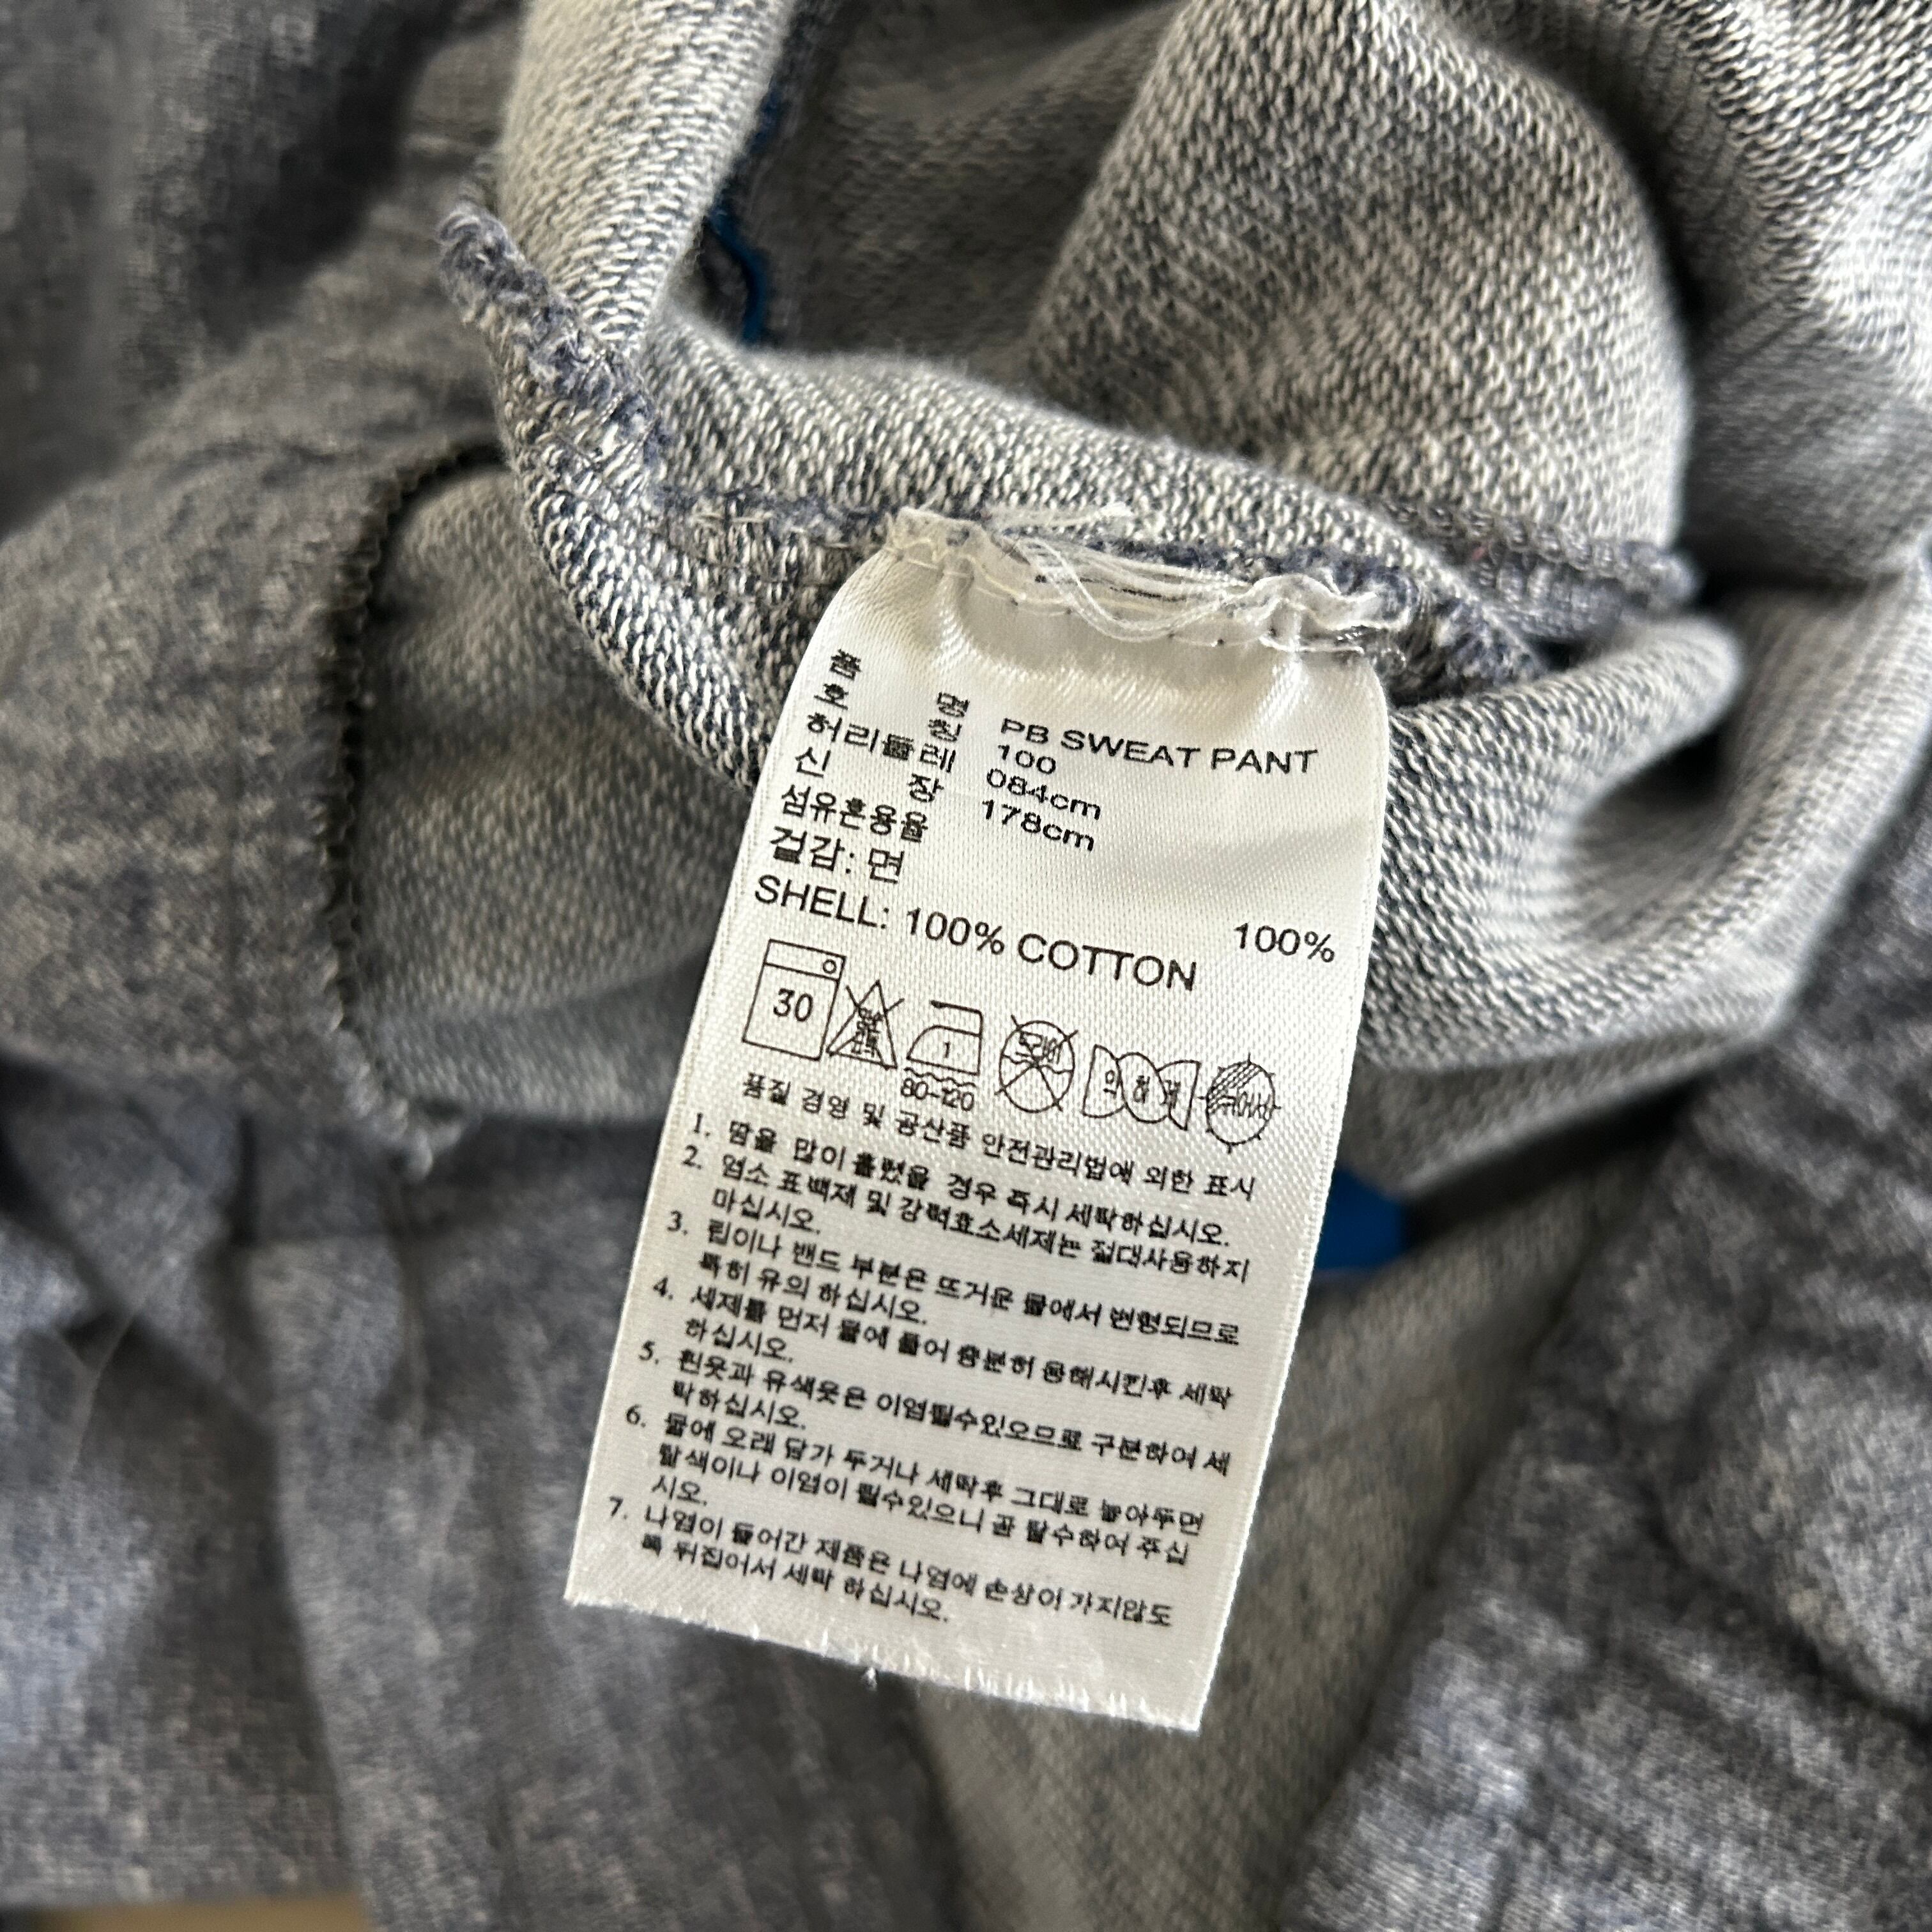 품 명 PB SWEAT PANT
호 칭 100
허리둘레 084cm
신 장 178cm
섬유혼용율
겉감: 면 100%
SHELL: 100% COTTON
30
1
80-120
드라이
품질 경영 및 공산품 안전관리법에 의한 표시
1. 땀을 많이 흘렸을 경우 즉시 세탁하십시오.
2. 염소 표백제 및 강력효소세제는 절대사용하지
마십시오.
3. 립이나 밴드 부분은 뜨거운 물에서 변형되므로
특히 유의 하십시오.
4. 세제를 먼저 물에 풀어 충분히 용해시킨후 세탁
하십시오.
5. 흰옷과 유색옷은 이염될수있으므로 구분하여 세
탁하십시오.
6. 물에 오래 담가 두거나 세탁후 그대로 놓아두면
탈색이나 이염이 될수있으니 곧 탈수하여 주십
시오.
7. 나염이 들어간 제품은 나염에 손상이 가지않도
록 뒤집어서 세탁 하십시오.